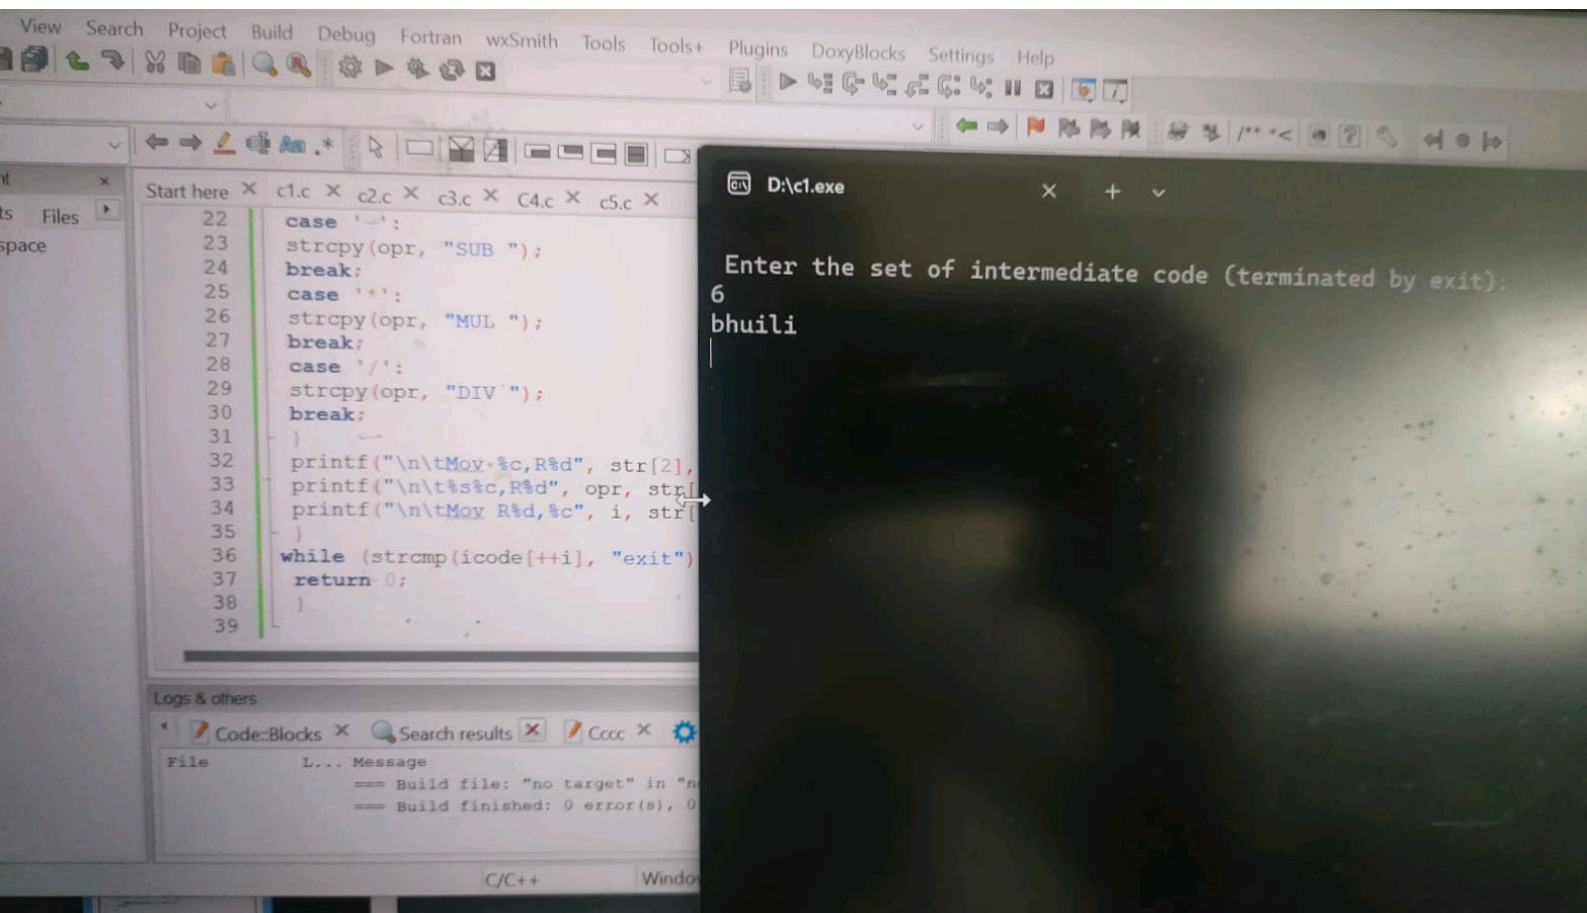 View Search Project Build Debug Fortran wxSmith Tools Tools+ Plugins DoxyBlocks Settings Help
Start here c1.c c2.c c3.c C4.c c5.c
Files
space
22 case '-':
23 strcpy(opr, "SUB ");
24 break;
25 case '*':
26 strcpy(opr, "MUL ");
27 break;
28 case '/':
29 strcpy(opr, "DIV ");
30 break;
31 }
32 printf("\n\tMov %c,R%d", str[2],
33 printf("\n\t%s%c,R%d", opr, str[
34 printf("\n\tMov R%d,%c", i, str[
35 }
36 while (strcmp(icode[++i], "exit")
37 return 0;
38 }
39
Logs & others
Code::Blocks Search results Cccc
File L... Message
=== Build file: "no target" in "n
=== Build finished: 0 error(s), 0
C/C++ Windo
D:\c1.exe
Enter the set of intermediate code (terminated by exit):
6
bhuili